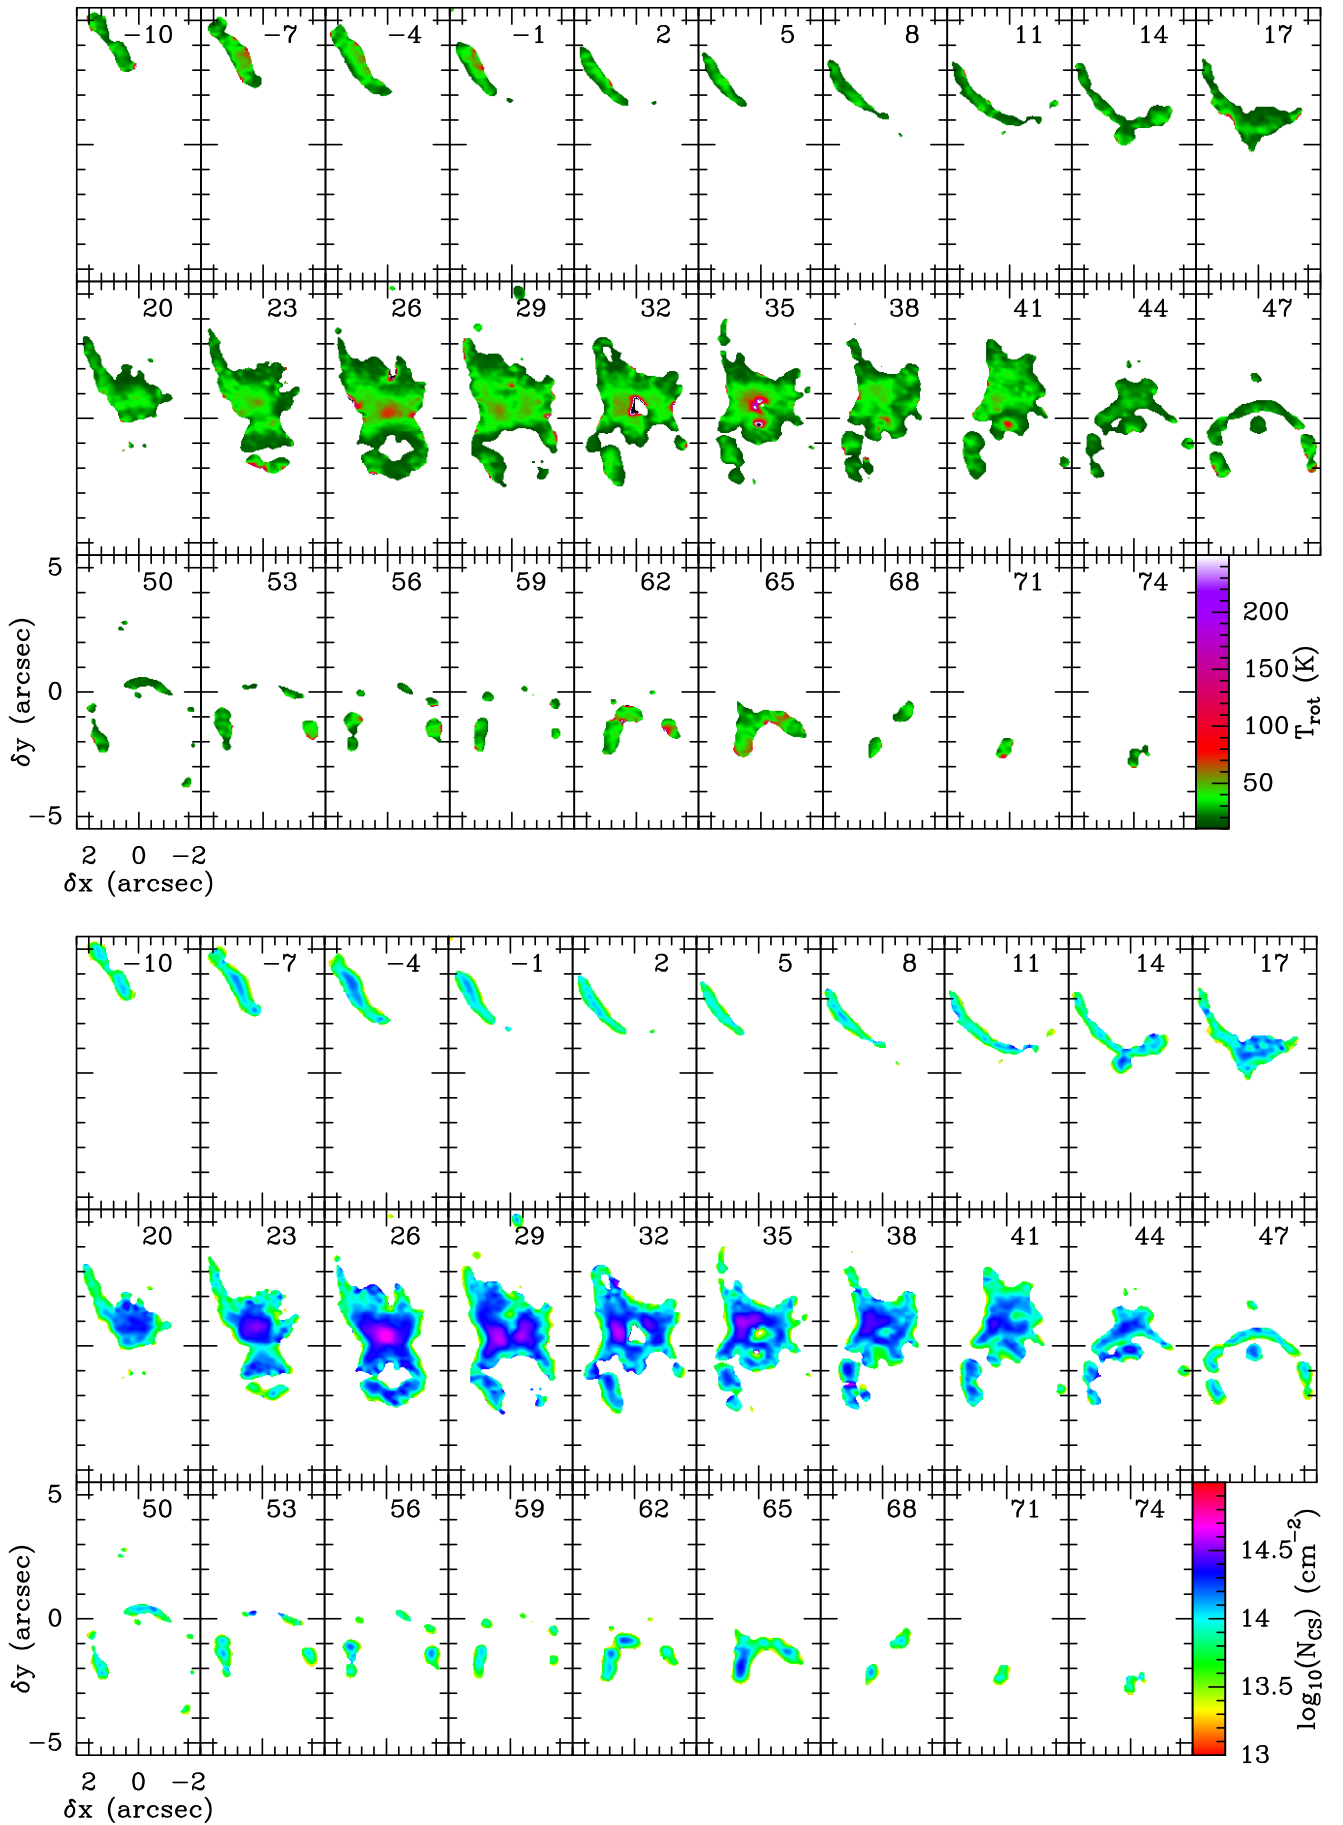 −10 −7 −4 −1 2 5 8 11 14 17
20 23 26 29 32 35 38 41 44 47
5 50 53 56 59 62 65 68 71 74
200
150
100
50
T_rot (K)
0
−5
δy (arcsec)
2 0 −2
δx (arcsec)
−10 −7 −4 −1 2 5 8 11 14 17
20 23 26 29 32 35 38 41 44 47
5 50 53 56 59 62 65 68 71 74
14.5
14
13.5
13
log₁₀(N_CS) (cm⁻²)
0
−5
δy (arcsec)
2 0 −2
δx (arcsec)